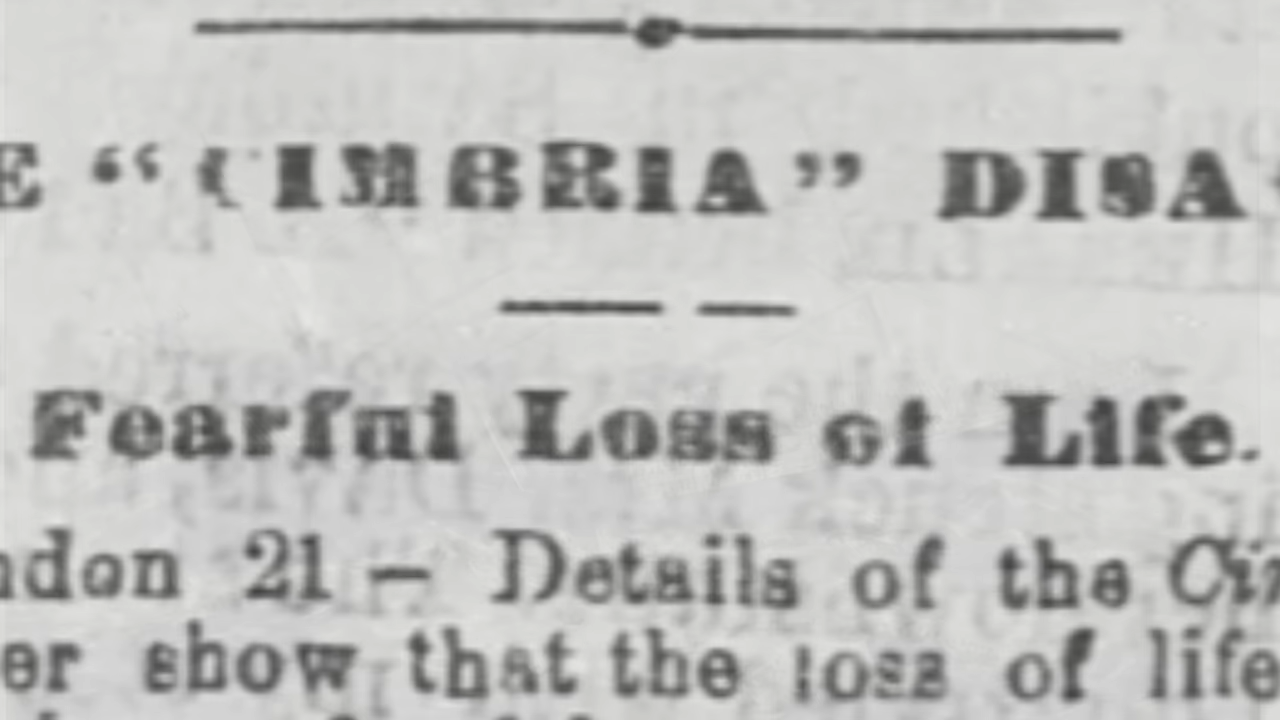 E “CIMBRIA” DISA
Fearful Loss of Life.
ndon 21 — Details of the Cim
er show that the loss of life